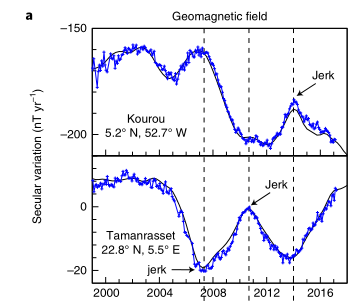 a
Geomagnetic field
Secular variation (nT yr⁻¹)
−150
−200
Jerk
Kourou
5.2° N, 52.7° W
0
−20
Jerk
Tamanrasset
22.8° N, 5.5° E
jerk
2000
2004
2008
2012
2016